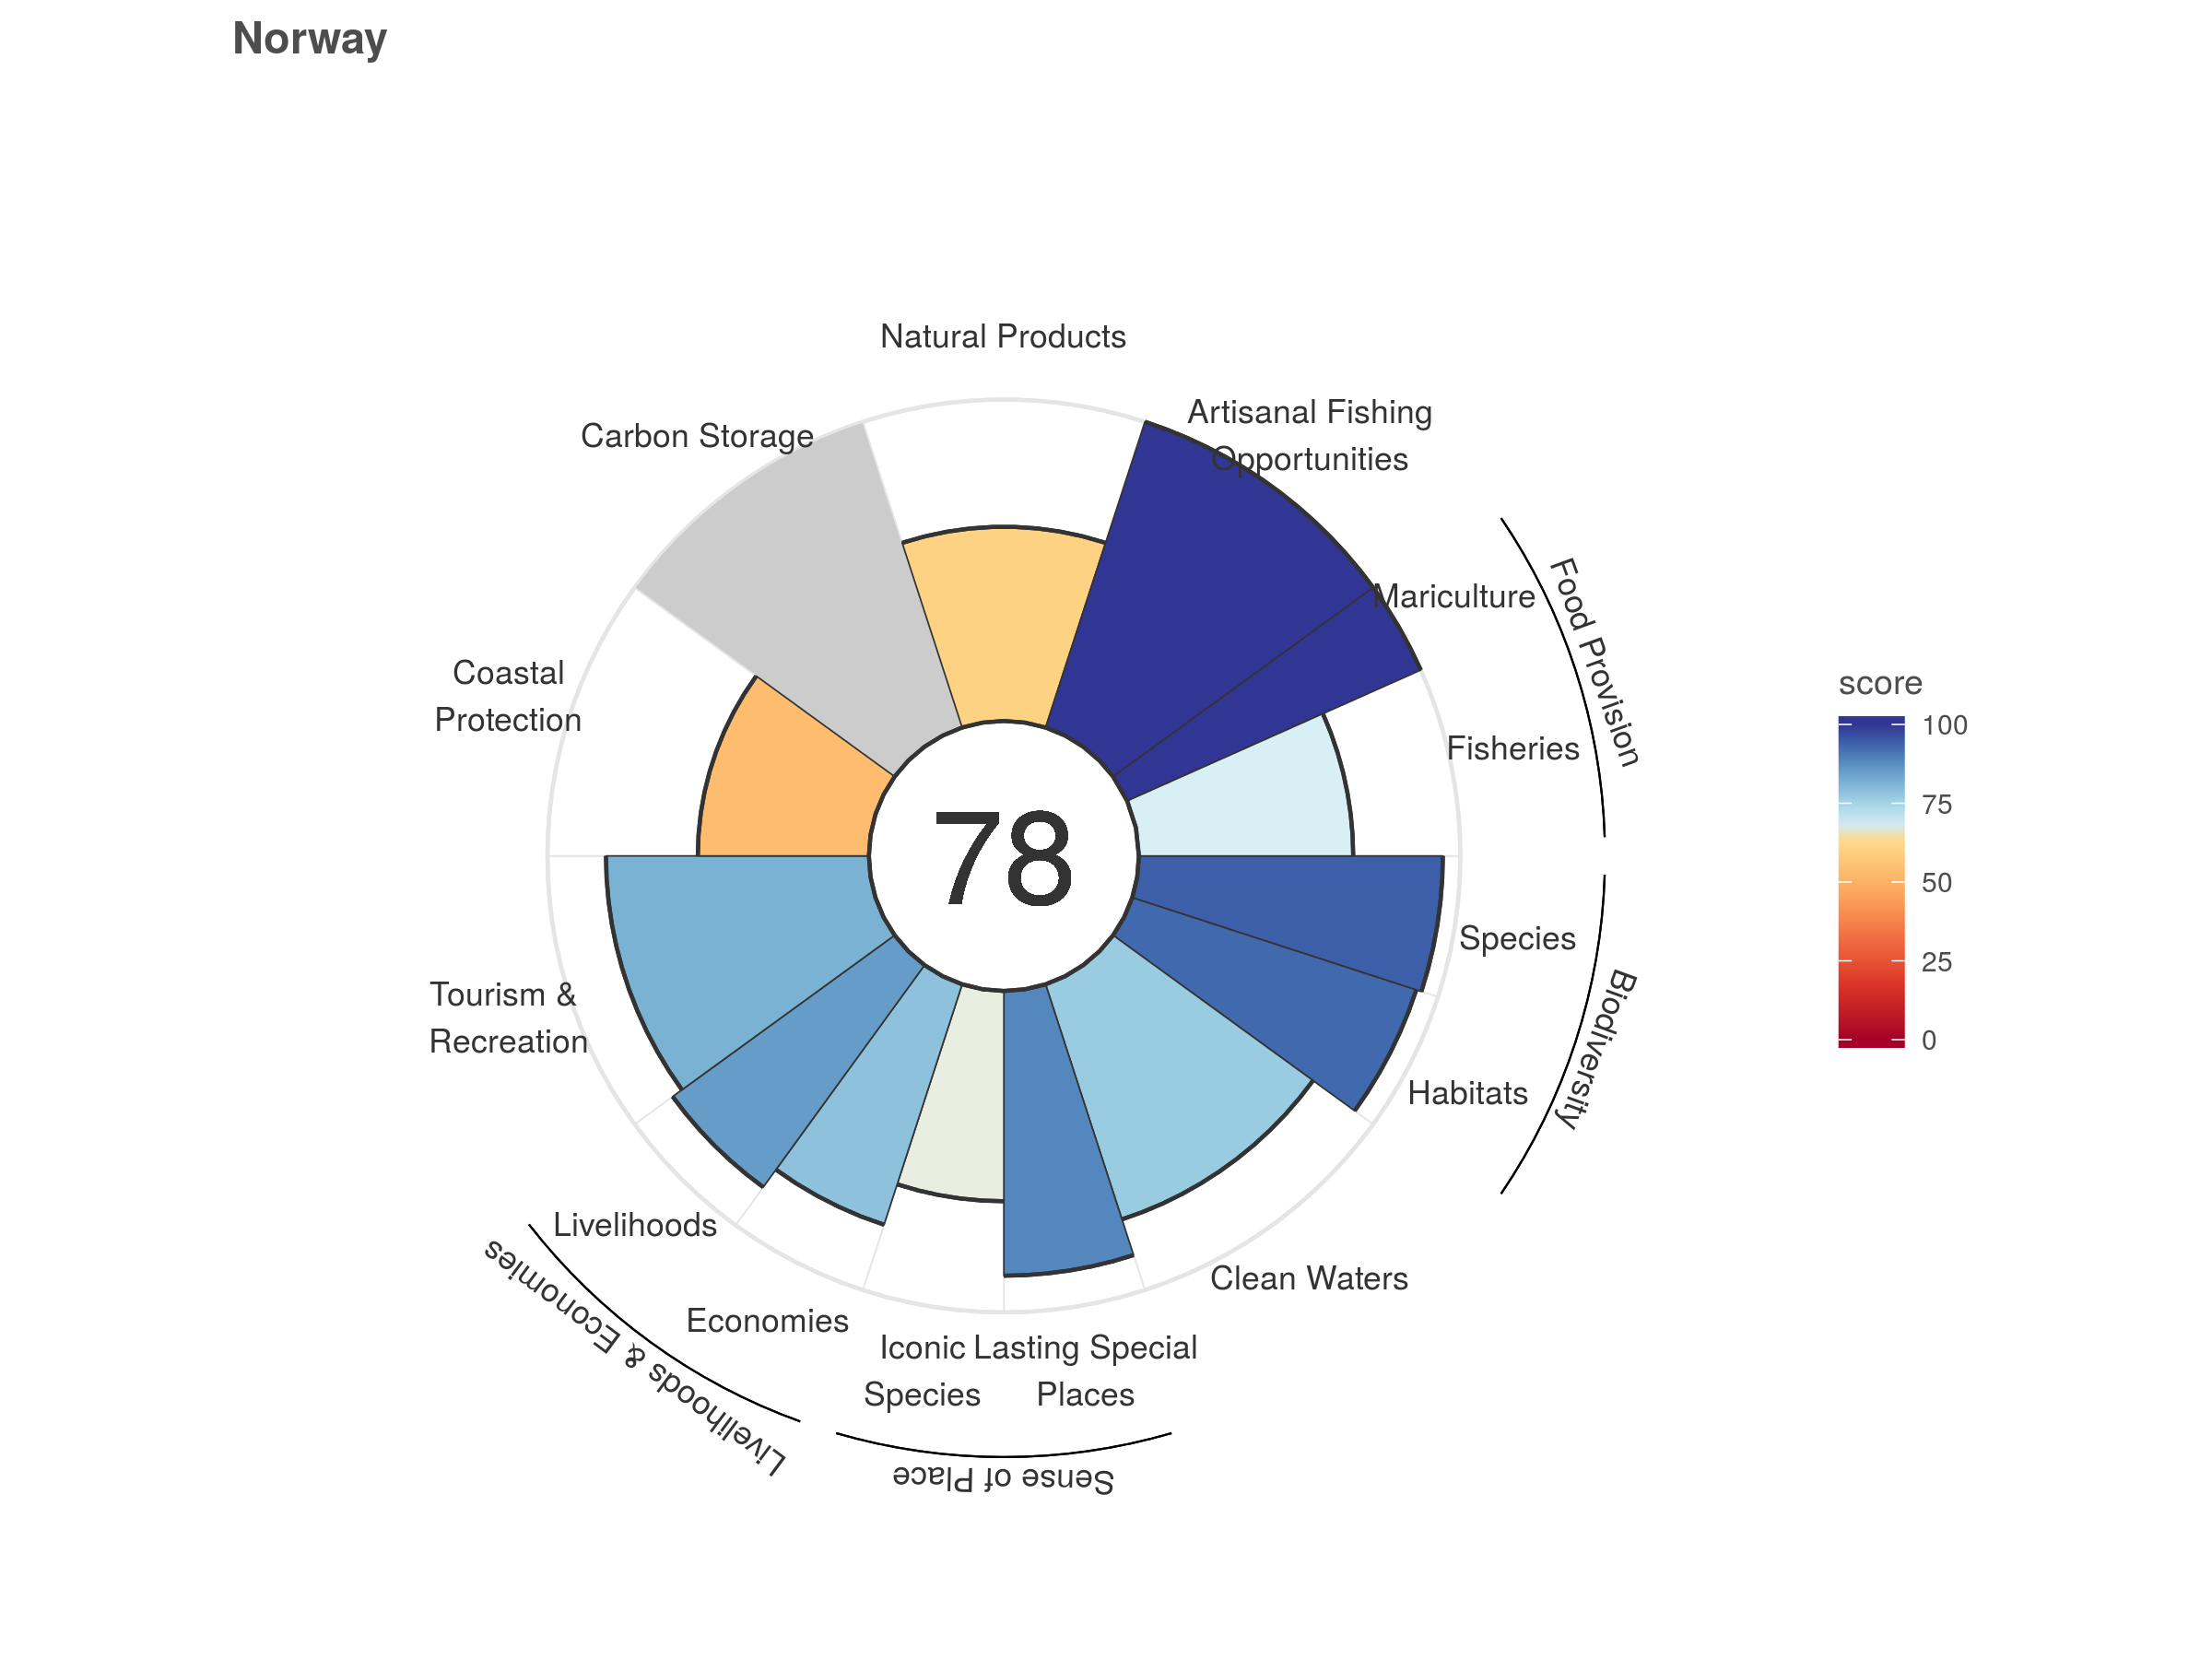 Norway
Natural Products
Artisanal Fishing
Opportunities
Carbon Storage
Mariculture
Food Provision
Coastal
Protection
Fisheries
78
Species
Biodiversity
Tourism &
Recreation
Habitats
Livelihoods
Livelihoods & Economies
Economies
Clean Waters
Iconic
Species
Lasting Special
Places
Sense of Place
score
100
75
50
25
0